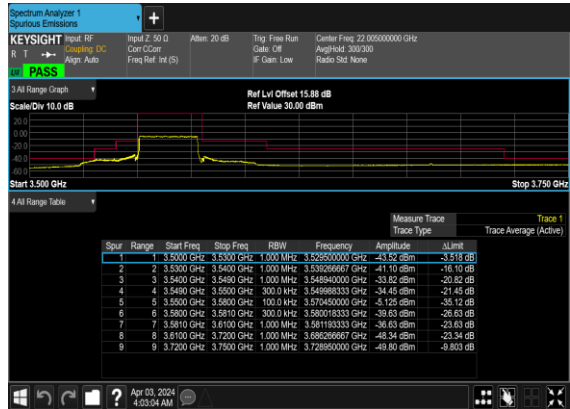 Spectrum Analyzer 1
Spurious Emissions
+
KEYSIGHT Input: RF Input Z: 50 Ω Atten: 20 dB Trig: Free Run Center Freq: 22.005000000 GHz
R T Coupling: DC Corr CCorr Gate: Off Avg|Hold: 300/300
Align: Auto Freq Ref: Int (S) IF Gain: Low Radio Std: None
PASS
3 All Range Graph
Ref Lvl Offset 15.88 dB
Scale/Div 10.0 dB Ref Value 30.00 dBm
20.0
0.00
-20.0
-40.0
-60.0
Start 3.500 GHz Stop 3.750 GHz
4 All Range Table
Measure Trace Trace 1
Trace Type Trace Average (Active)
Spur Range Start Freq Stop Freq RBW Frequency Amplitude ΔLimit
1 1 3.5000 GHz 3.5300 GHz 1.000 MHz 3.529500000 GHz -43.52 dBm -3.518 dB
2 2 3.5300 GHz 3.5400 GHz 1.000 MHz 3.539266667 GHz -41.10 dBm -16.10 dB
3 3 3.5400 GHz 3.5490 GHz 1.000 MHz 3.548940000 GHz -33.82 dBm -20.82 dB
4 4 3.5490 GHz 3.5500 GHz 300.0 kHz 3.549988333 GHz -34.45 dBm -21.45 dB
5 5 3.5500 GHz 3.5800 GHz 100.0 kHz 3.570450000 GHz -5.125 dBm -35.12 dB
6 6 3.5800 GHz 3.5810 GHz 300.0 kHz 3.580018333 GHz -39.63 dBm -26.63 dB
7 7 3.5810 GHz 3.6100 GHz 1.000 MHz 3.581193333 GHz -36.63 dBm -23.63 dB
8 8 3.6100 GHz 3.7200 GHz 1.000 MHz 3.686266667 GHz -48.34 dBm -23.34 dB
9 9 3.7200 GHz 3.7500 GHz 1.000 MHz 3.728950000 GHz -49.80 dBm -9.803 dB
? Apr 03, 2024
4:03:04 AM